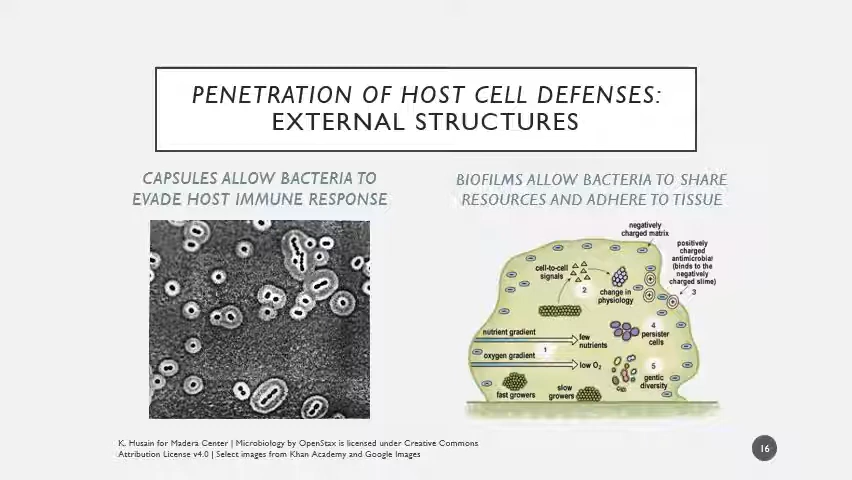 PENETRATION OF HOST CELL DEFENSES:
EXTERNAL STRUCTURES
CAPSULES ALLOW BACTERIA TO
EVADE HOST IMMUNE RESPONSE
BIOFILMS ALLOW BACTERIA TO SHARE
RESOURCES AND ADHERE TO TISSUE
negatively
charged matrix
positively
charged
antimicrobial
(binds to the
negatively
charged slime)
3
cell-to-cell
signals
2
change in
physiology
nutrient gradient
few
nutrients
4
persister
cells
1
oxygen gradient
low O₂
5
gentic
diversity
fast growers
slow
growers
K. Husain for Madera Center | Microbiology by OpenStax is licensed under Creative Commons
Attribution License v4.0 | Select images from Khan Academy and Google Images
16